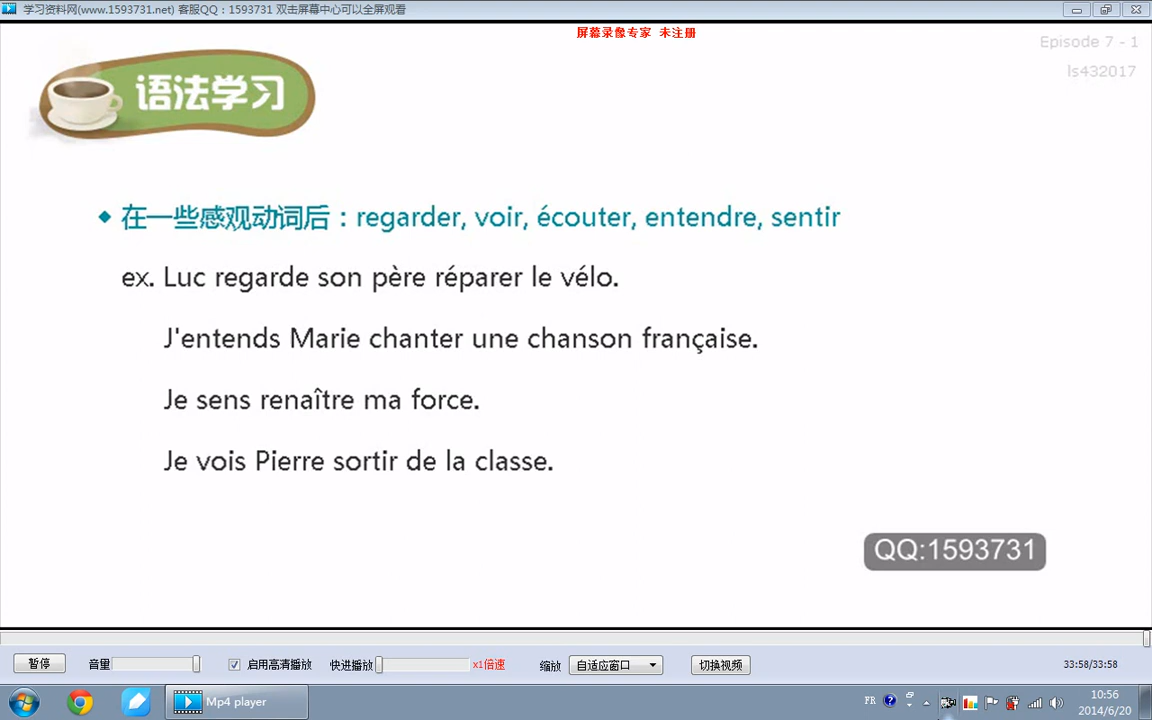 学习资料网(www.1593731.net) 客服QQ：1593731 双击屏幕中心可以全屏观看
屏幕录像专家 未注册
Episode 7 - 1
ls432017
语法学习
在一些感观动词后：regarder, voir, écouter, entendre, sentir
ex. Luc regarde son père réparer le vélo.
J'entends Marie chanter une chanson française.
Je sens renaître ma force.
Je vois Pierre sortir de la classe.
QQ:1593731
暂停 音量 启用高清播放 快进播放 x1倍速 缩放 自适应窗口 切换视频 33:58/33:58
Mp4 player FR 10:56
2014/6/20